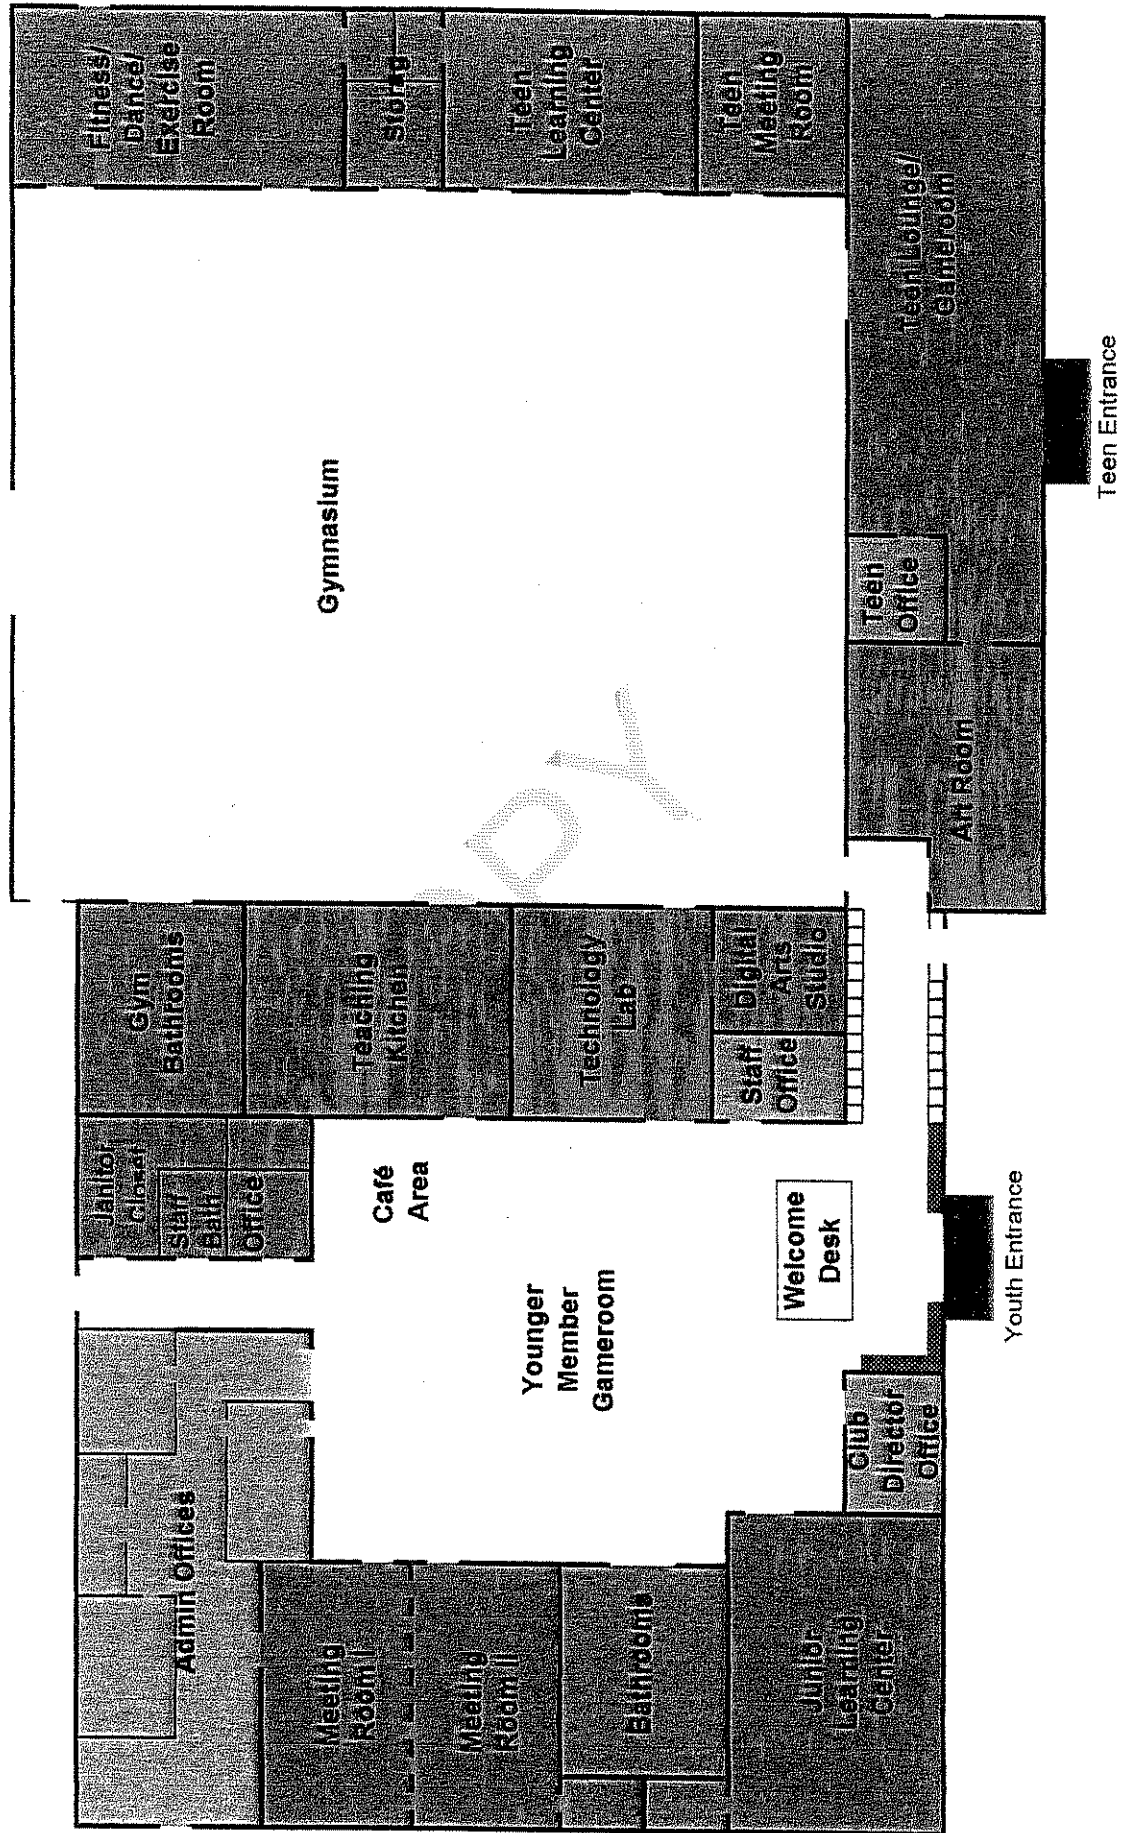 Admin Offices
Janitor
Closet
Staff
Bath
Office
Gym
Bathrooms
Gymnasium
Fitness/
Dance/
Exercise
Room
Storag
Teen
Learning
Center
Teen
Meeting
Room
Teen Lounge/
Gameroom
Teen
Office
Art Room
Teaching
Kitchen
Technology
Lab
Digital
Arts
Studio
Staff
Office
Café
Area
Younger
Member
Gameroom
Welcome
Desk
Meeting
Room I
Meeting
Room II
Bathrooms
Junior
Learning
Center
Club
Director
Office
Youth Entrance
Teen Entrance
PY